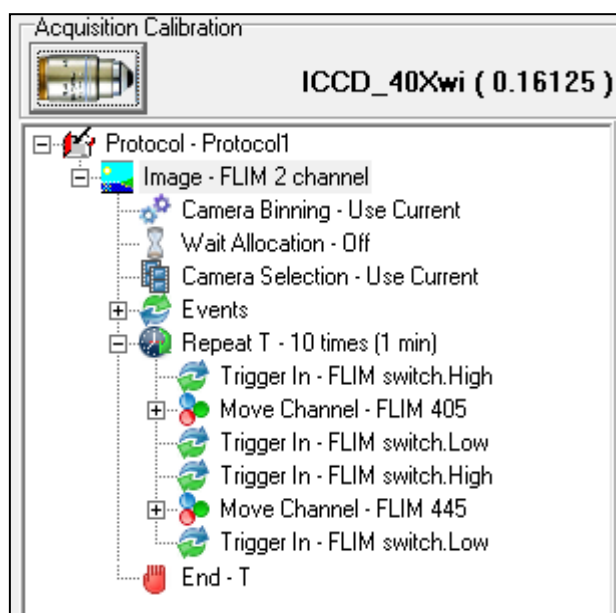 Acquisition Calibration
ICCD_40Xwi ( 0.16125 )
Protocol - Protocol1
Image - FLIM 2 channel
Camera Binning - Use Current
Wait Allocation - Off
Camera Selection - Use Current
Events
Repeat T - 10 times (1 min)
Trigger In - FLIM switch.High
Move Channel - FLIM 405
Trigger In - FLIM switch.Low
Trigger In - FLIM switch.High
Move Channel - FLIM 445
Trigger In - FLIM switch.Low
End - T